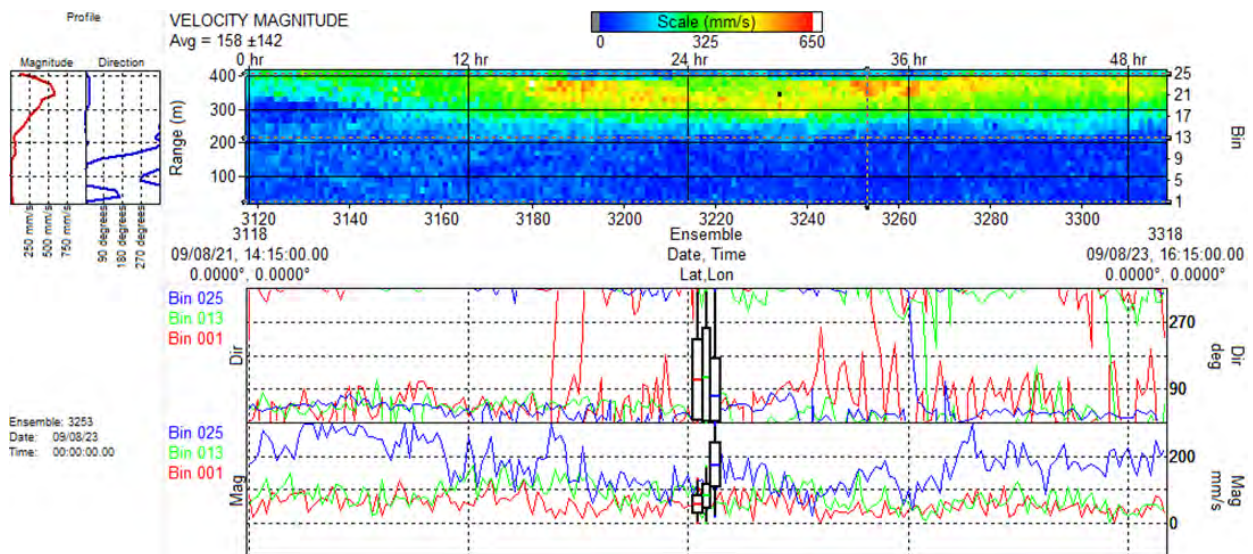 Profile
VELOCITY MAGNITUDE
Avg = 158 ±142
Scale (mm/s)
0 325 650
Magnitude Direction
0 hr 12 hr 24 hr 36 hr 48 hr
Range (m)
400
300
200
100
25
21
17
13
9
5
1
Bin
250 mm/s
500 mm/s
750 mm/s
90 degrees
180 degrees
270 degrees
3120 3140 3160 3180 3200 3220 3240 3260 3280 3300
3118 Ensemble 3318
09/08/21, 14:15:00.00 Date, Time 09/08/23, 16:15:00.00
0.0000°, 0.0000° Lat,Lon 0.0000°, 0.0000°
Bin 025
Bin 013
Bin 001
Dir
270
90
Dir
deg
Ensemble: 3253
Date: 09/08/23
Time: 00:00:00.00
Bin 025
Bin 013
Bin 001
Mag
200
0
Mag
mm/s